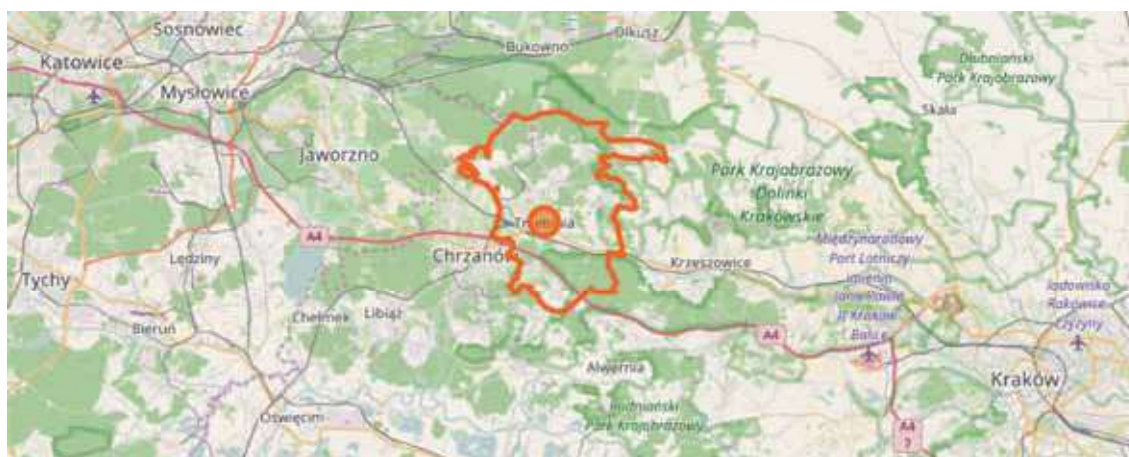 Sosnowiec
Katowice
Mysłowice
Bukowno
Olkusz
Dłubniański
Park Krajobrazowy
Skała
Jaworzno
Park Krajobrazowy
Dolinki
Krakowskie
A4
Chrzanów
Krzeszowice
Międzynarodowy
Port Lotniczy
imienia
Jana Pawła
II Kraków
Balice
Tychy
Lędziny
Bieruń
Chełmek
Libiąż
Rakowice
Czyżyny
A4
Alwernia
Kraków
Oświęcim
Rudniański
Park Krajobrazowy
A4
?